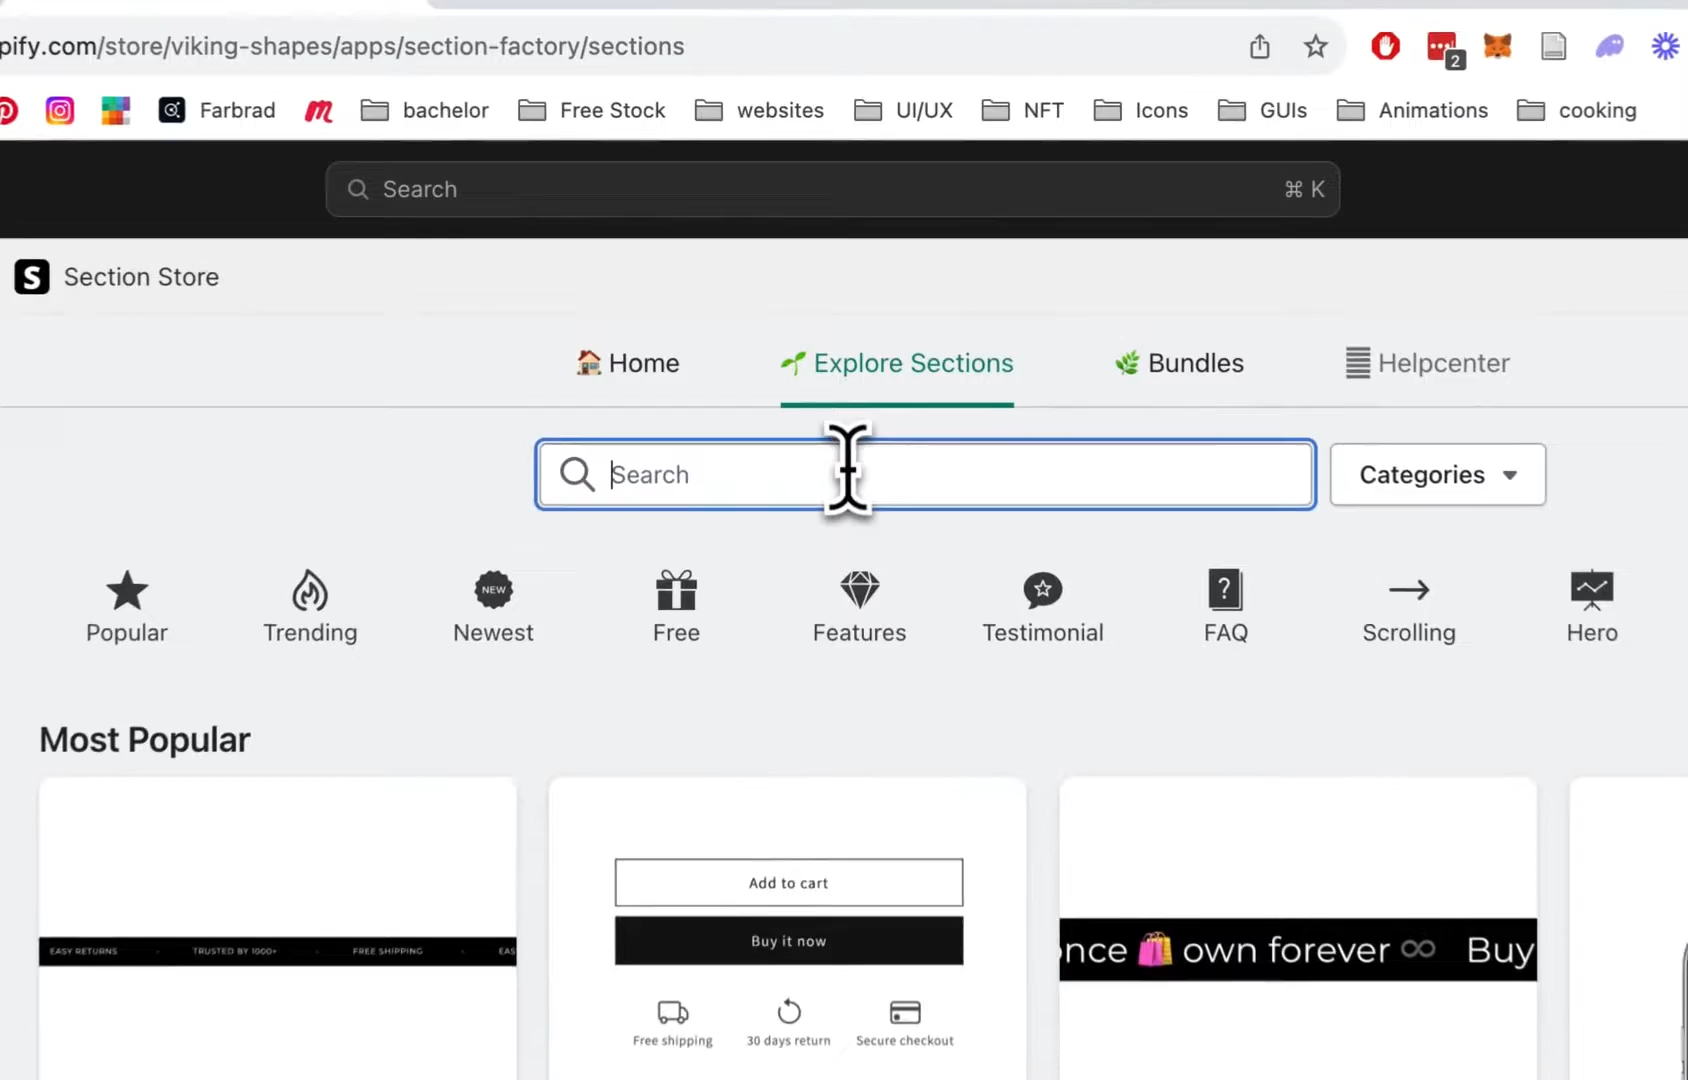 pify.com/store/viking-shapes/apps/section-factory/sections
2
Farbrad
bachelor
Free Stock
websites
UI/UX
NFT
Icons
GUIs
Animations
cooking
Search
⌘ K
S Section Store
Home
Explore Sections
Bundles
Helpcenter
Search
Categories
NEW
?
Popular
Trending
Newest
Free
Features
Testimonial
FAQ
Scrolling
Hero
Most Popular
EASY RETURNS
TRUSTED BY 1000+
FREE SHIPPING
EAS
Add to cart
Buy it now
Free shipping
30 days return
Secure checkout
once 🛍️ own forever ∞ Buy